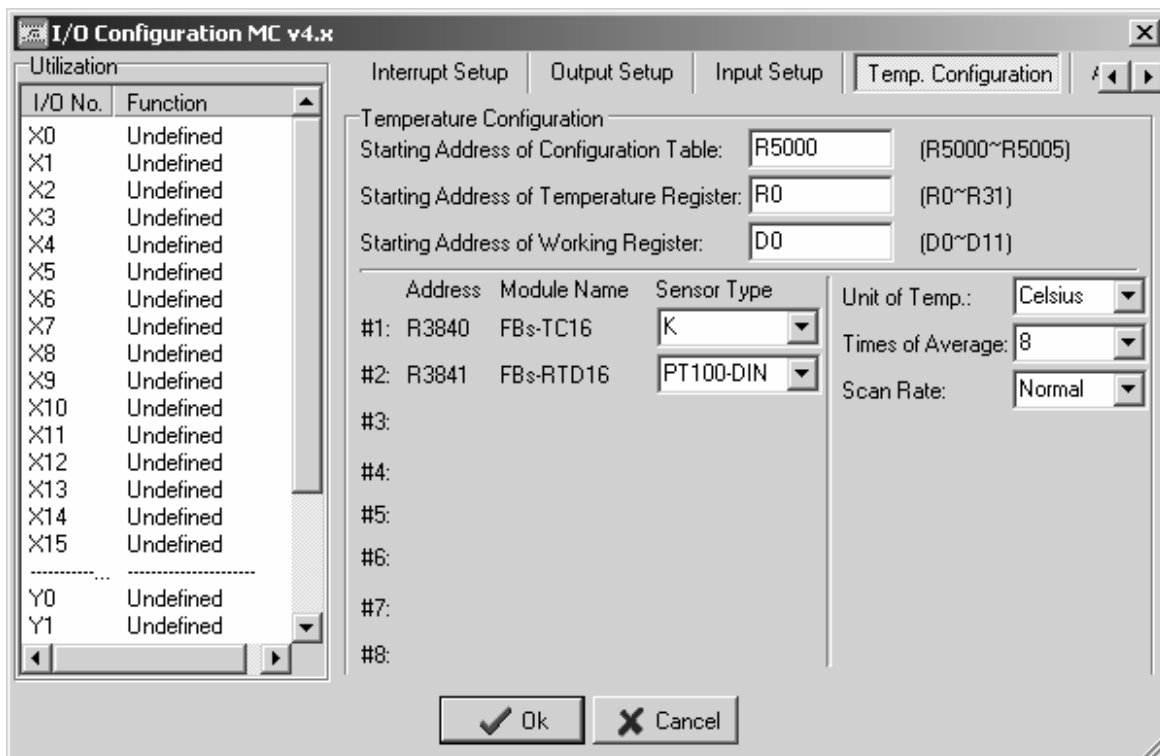 I/O Configuration MC v4.x
Utilization
I/O No. Function
X0 Undefined
X1 Undefined
X2 Undefined
X3 Undefined
X4 Undefined
X5 Undefined
X6 Undefined
X7 Undefined
X8 Undefined
X9 Undefined
X10 Undefined
X11 Undefined
X12 Undefined
X13 Undefined
X14 Undefined
X15 Undefined
-----------... ----------------------
Y0 Undefined
Y1 Undefined
Interrupt Setup Output Setup Input Setup Temp. Configuration
Temperature Configuration
Starting Address of Configuration Table: R5000 (R5000~R5005)
Starting Address of Temperature Register: R0 (R0~R31)
Starting Address of Working Register: D0 (D0~D11)
Address Module Name Sensor Type
#1: R3840 FBs-TC16 K
#2: R3841 FBs-RTD16 PT100-DIN
#3:
#4:
#5:
#6:
#7:
#8:
Unit of Temp.: Celsius
Times of Average: 8
Scan Rate: Normal
Ok Cancel